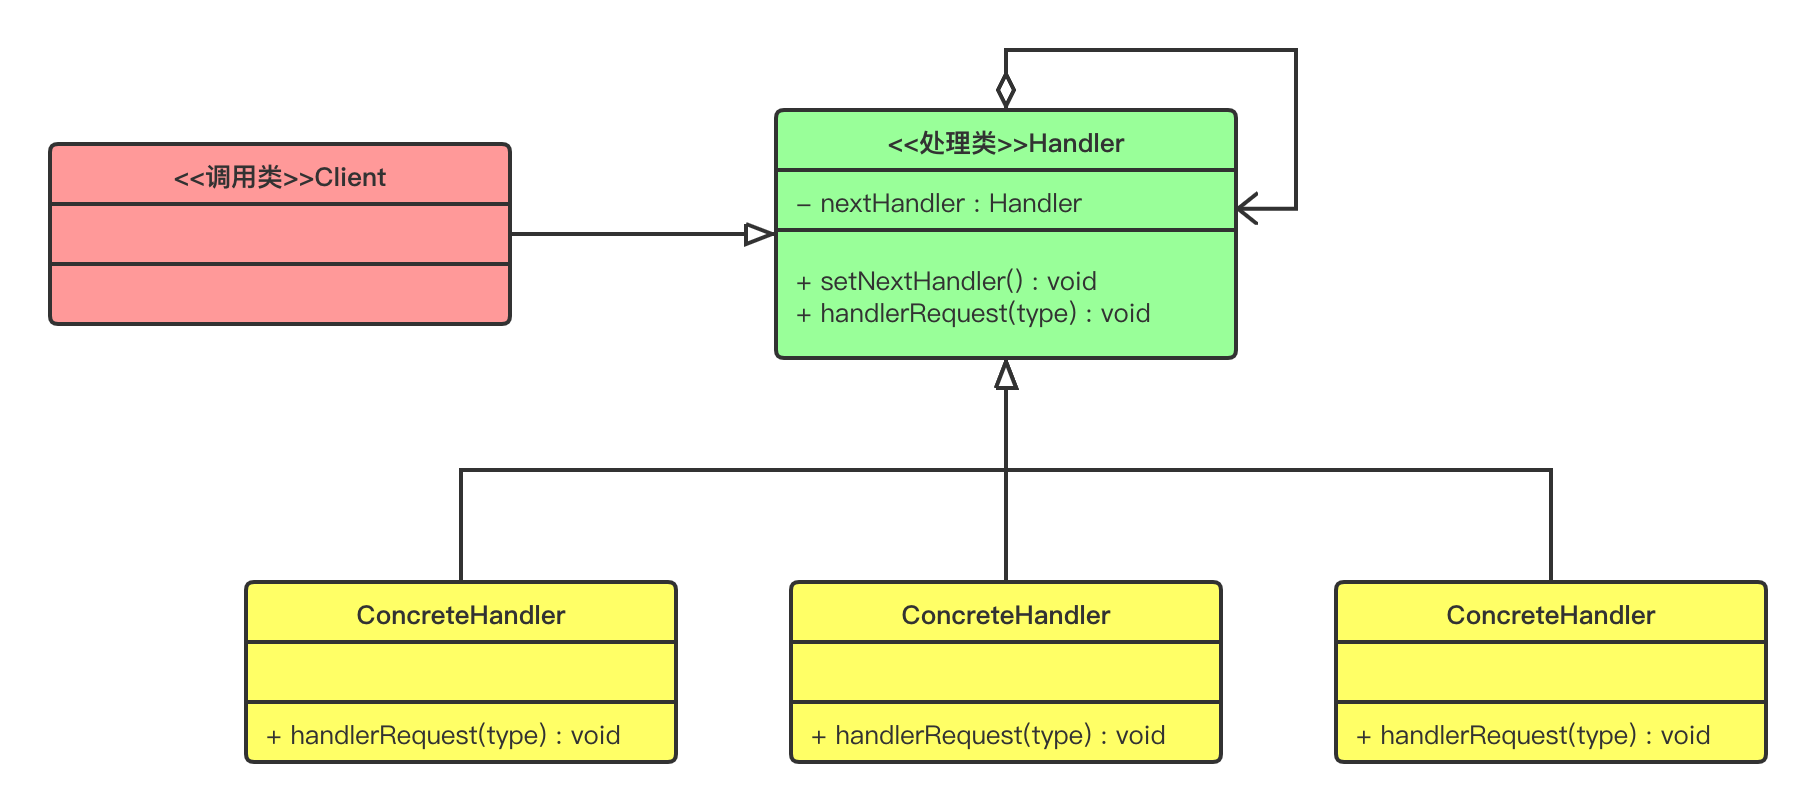 <<处理类>>Handler
<<调用类>>Client
− nextHandler : Handler
+ setNextHandler() : void
+ handlerRequest(type) : void
ConcreteHandler
ConcreteHandler
ConcreteHandler
+ handlerRequest(type) : void
+ handlerRequest(type) : void
+ handlerRequest(type) : void